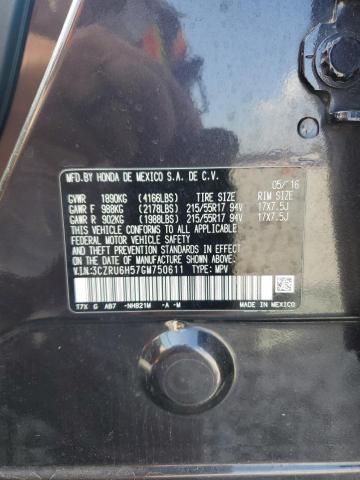 MFD.BY HONDA DE MEXICO S.A. DE C.V. 05/16
GVWR 1890KG (4166LBS) TIRE SIZE RIM SIZE
GAWR F 988KG (2178LBS) 215/55R17 94V 17X7.5J
GAWR R 902KG (1988LBS) 215/55R17 94V 17X7.5J
THIS VEHICLE CONFORMS TO ALL APPLICABLE
FEDERAL MOTOR VEHICLE SAFETY, BUMPER,
AND THEFT PREVENTION STANDARDS IN
EFFECT ON THE DATE OF MANUFACTURE
SHOWN ABOVE.
V.I.N:3CZRU6H57GM750611 TYPE: MPV
17X G AB7 -NH821M -A -M MADE IN MEXICO